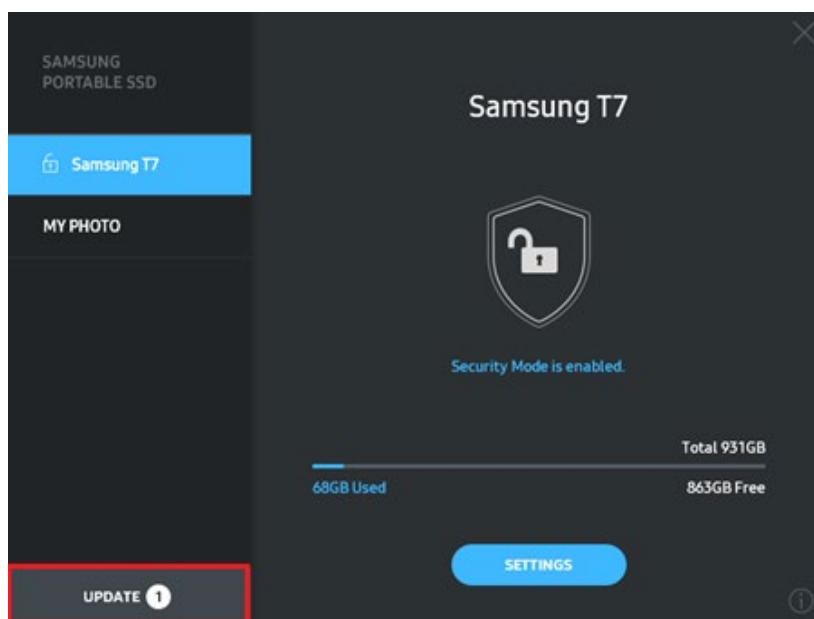 SAMSUNG
PORTABLE SSD
Samsung T7
MY PHOTO
UPDATE 1
Samsung T7
Security Mode is enabled.
Total 931GB
68GB Used
863GB Free
SETTINGS